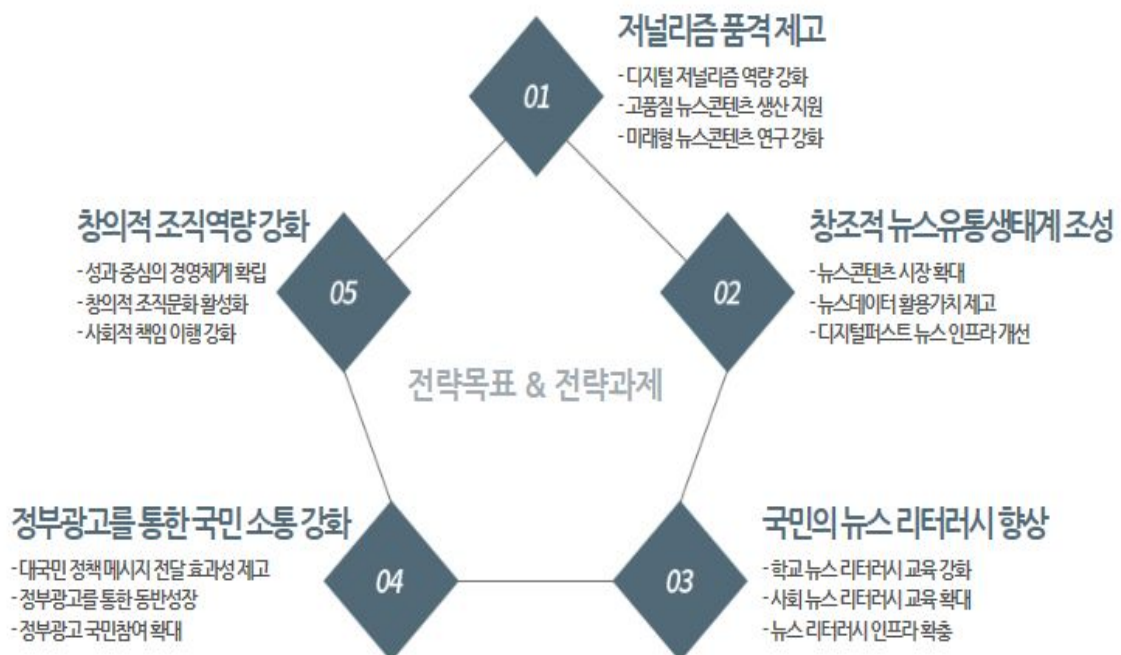 01
저널리즘 품격 제고
- 디지털 저널리즘 역량 강화
- 고품질 뉴스콘텐츠 생산 지원
- 미래형 뉴스콘텐츠 연구 강화
02
창조적 뉴스유통생태계 조성
- 뉴스콘텐츠 시장 확대
- 뉴스데이터 활용가치 제고
- 디지털퍼스트 뉴스 인프라 개선
03
국민의 뉴스 리터러시 향상
- 학교 뉴스 리터러시 교육 강화
- 사회 뉴스 리터러시 교육 확대
- 뉴스 리터러시 인프라 확충
04
정부광고를 통한 국민 소통 강화
- 대국민 정책 메시지 전달 효과성 제고
- 정부광고를 통한 동반성장
- 정부광고 국민참여 확대
05
창의적 조직역량 강화
- 성과 중심의 경영체계 확립
- 창의적 조직문화 활성화
- 사회적 책임 이행 강화
전략목표 & 전략과제